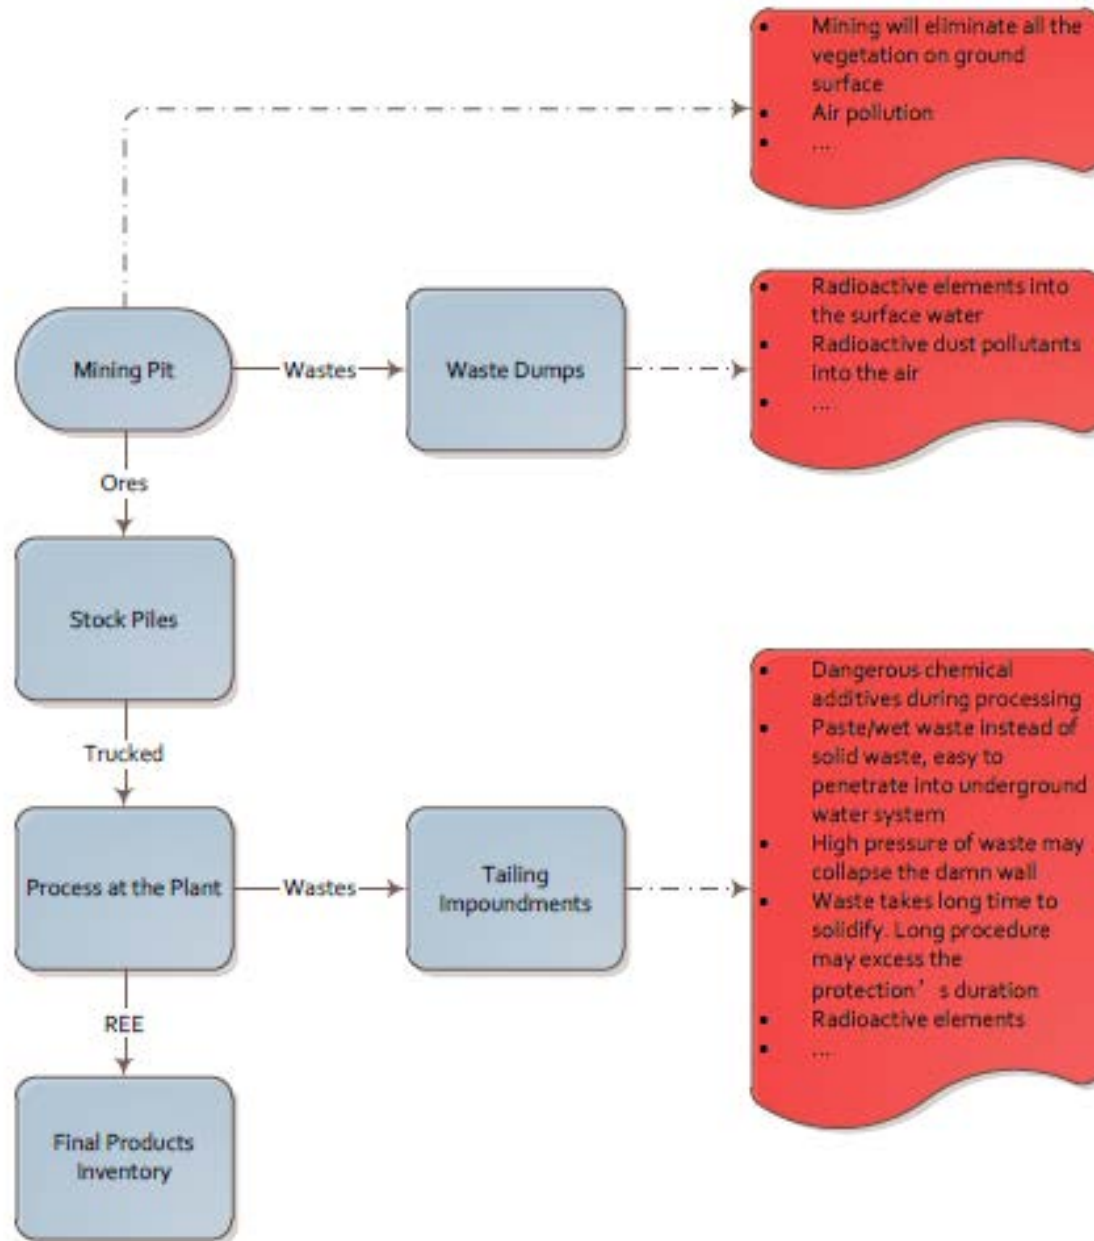 • Mining will eliminate all the
vegetation on ground
surface
• Air pollution
• ...
Mining Pit
Wastes
Waste Dumps
• Radioactive elements into
the surface water
• Radioactive dust pollutants
into the air
• ...
Ores
Stock Piles
Trucked
Process at the Plant
Wastes
Tailing
Impoundments
• Dangerous chemical
additives during processing
• Paste/wet waste instead of
solid waste, easy to
penetrate into underground
water system
• High pressure of waste may
collapse the damn wall
• Waste takes long time to
solidify. Long procedure
may excess the
protection’s duration
• Radioactive elements
• ...
REE
Final Products
Inventory